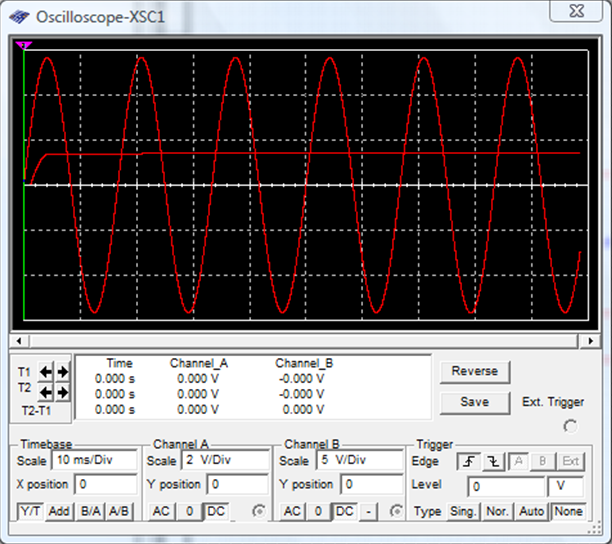 Oscilloscope-XSC1
Time Channel_A Channel_B
T1 0.000 s 0.000 V -0.000 V
T2 0.000 s 0.000 V -0.000 V
T2-T1 0.000 s 0.000 V 0.000 V
Reverse
Save
Ext. Trigger
Timebase
Scale 10 ms/Div
X position 0
Y/T Add B/A A/B
Channel A
Scale 2 V/Div
Y position 0
AC 0 DC
Channel B
Scale 5 V/Div
Y position 0
AC 0 DC -
Trigger
Edge A B Ext
Level 0 V
Type Sing. Nor. Auto None